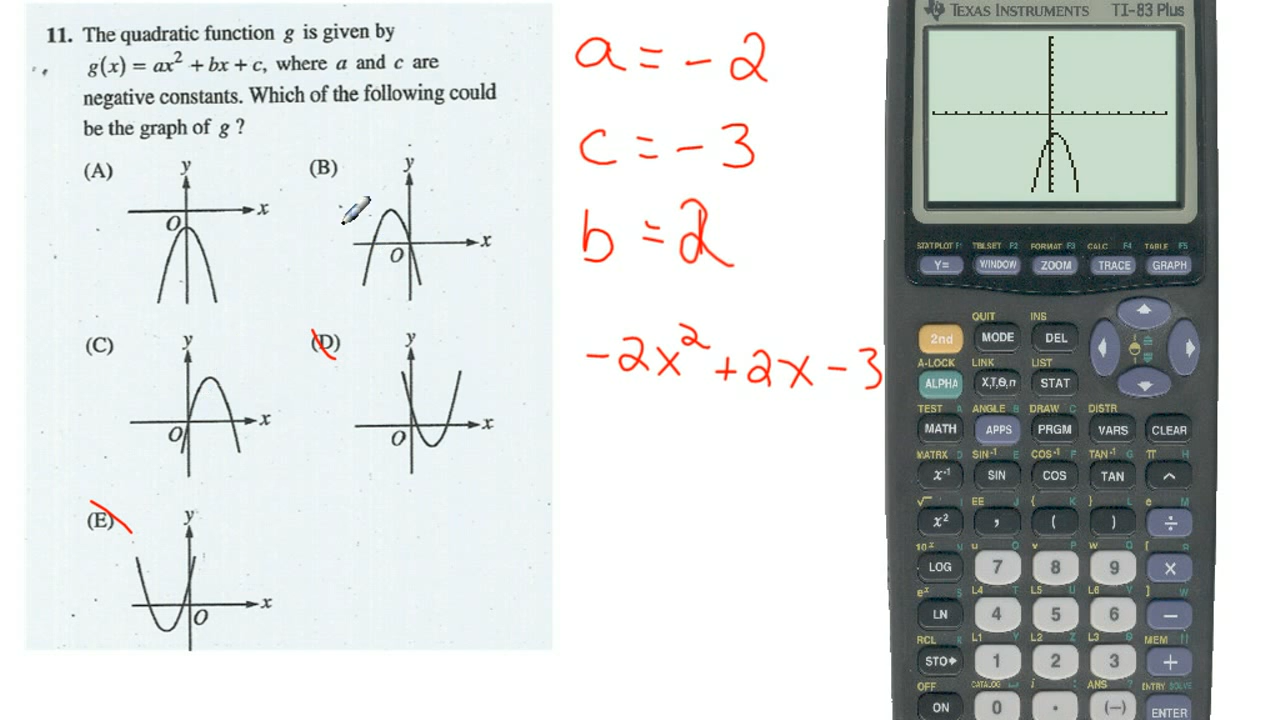 11. The quadratic function g is given by
g(x) = ax² + bx + c, where a and c are
negative constants. Which of the following could
be the graph of g ?
(A)
y
x
O
(B)
y
x
O
(C)
y
x
O
(D)
y
x
O
(E)
y
x
O
a = -2
c = -3
b = 2
-2x² + 2x - 3
TEXAS INSTRUMENTS TI-83 Plus
STAT PLOT F1 TBLSET F2 FORMAT F3 CALC F4 TABLE F5
Y= WINDOW ZOOM TRACE GRAPH
QUIT INS
2nd MODE DEL
A-LOCK LINK LIST
ALPHA X,T,Θ,n STAT
TEST A ANGLE B DRAW C DISTR
MATH APPS PRGM VARS CLEAR
MATRX D SIN⁻¹ E COS⁻¹ F TAN⁻¹ G π H
x⁻¹ SIN COS TAN ^
√ I EE J { K } L e M
x² , ( ) ÷
10ˣ N u O v P w Q [ R
LOG 7 8 9 ×
eˣ S L4 T L5 U L6 V ] W
LN 4 5 6 −
RCL X L1 Y L2 Z L3 θ MEM "
STO▸ 1 2 3 +
OFF CATALOG i : ANS ? ENTRY SOLVE
ON 0 . (−) ENTER